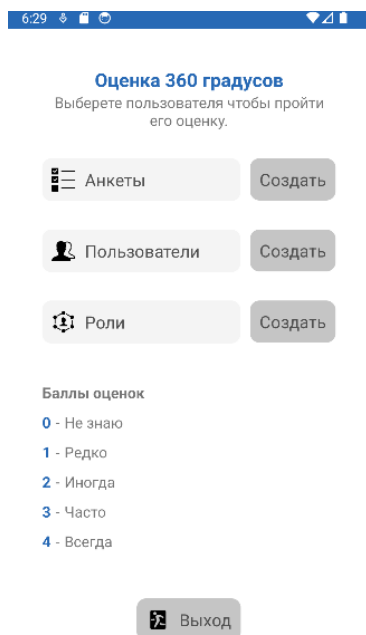 6:29
Оценка 360 градусов
Выберете пользователя чтобы пройти
его оценку.
Анкеты Создать
Пользователи Создать
Роли Создать
Баллы оценок
0 - Не знаю
1 - Редко
2 - Иногда
3 - Часто
4 - Всегда
Выход